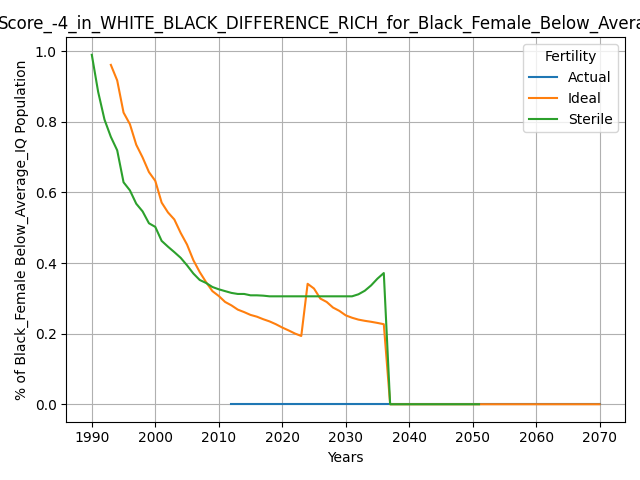 Score_-4_in_WHITE_BLACK_DIFFERENCE_RICH_for_Black_Female_Below_Avera
% of Black_Female Below_Average_IQ Population
1.0
0.8
0.6
0.4
0.2
0.0
Fertility
Actual
Ideal
Sterile
1990 2000 2010 2020 2030 2040 2050 2060 2070
Years